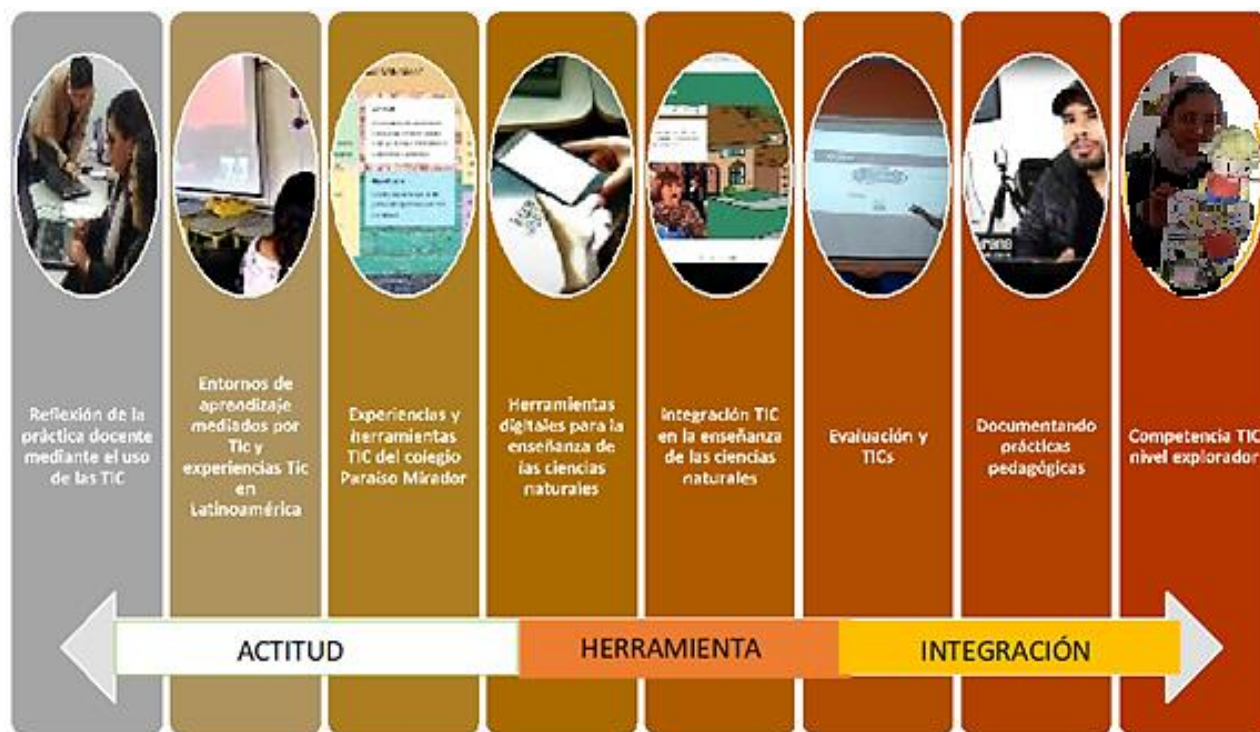 Reflexión de la
práctica docente
mediante el uso
de las TIC
Entornos de
aprendizaje
mediados por
Tic y
experiencias Tic
en
Latinoamérica
Experiencias y
herramientas
TIC del colegio
Paraíso Mirador
Herramientas
digitales para la
enseñanza de
las ciencias
naturales
integración TIC
en la enseñanza
de las ciencias
naturales
Evaluación y
TICs
Documentando
prácticas
pedagógicas
Competencia TIC
nivel explorador
ACTITUD
HERRAMIENTA
INTEGRACIÓN